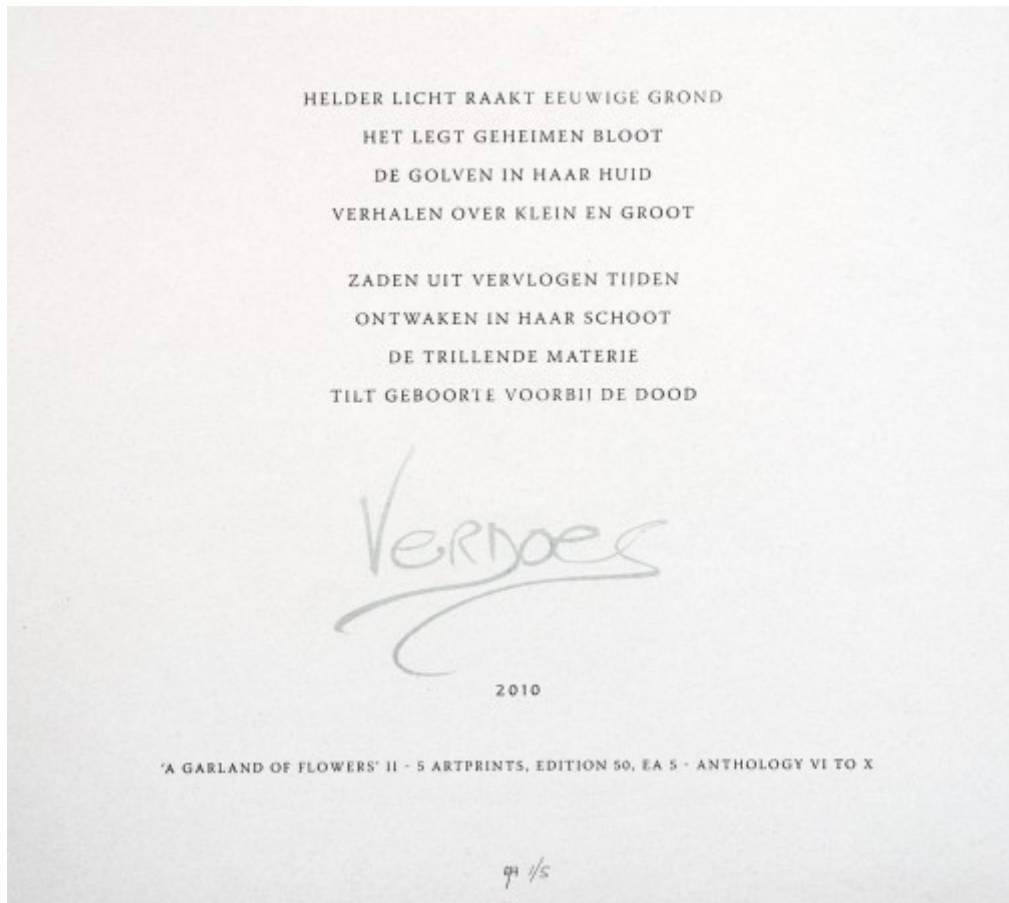 HELDER LICHT RAAKT EEUWIGE GROND
HET LEGT GEHEIMEN BLOOT
DE GOLVEN IN HAAR HUID
VERHALEN OVER KLEIN EN GROOT
ZADEN UIT VERVLOGEN TIJDEN
ONTWAKEN IN HAAR SCHOOT
DE TRILLENDE MATERIE
TILT GEBOORTE VOORBIJ DE DOOD
VERDOES
2010
'A GARLAND OF FLOWERS' II - 5 ARTPRINTS, EDITION 50, EA 5 - ANTHOLOGY VI TO X
1/5